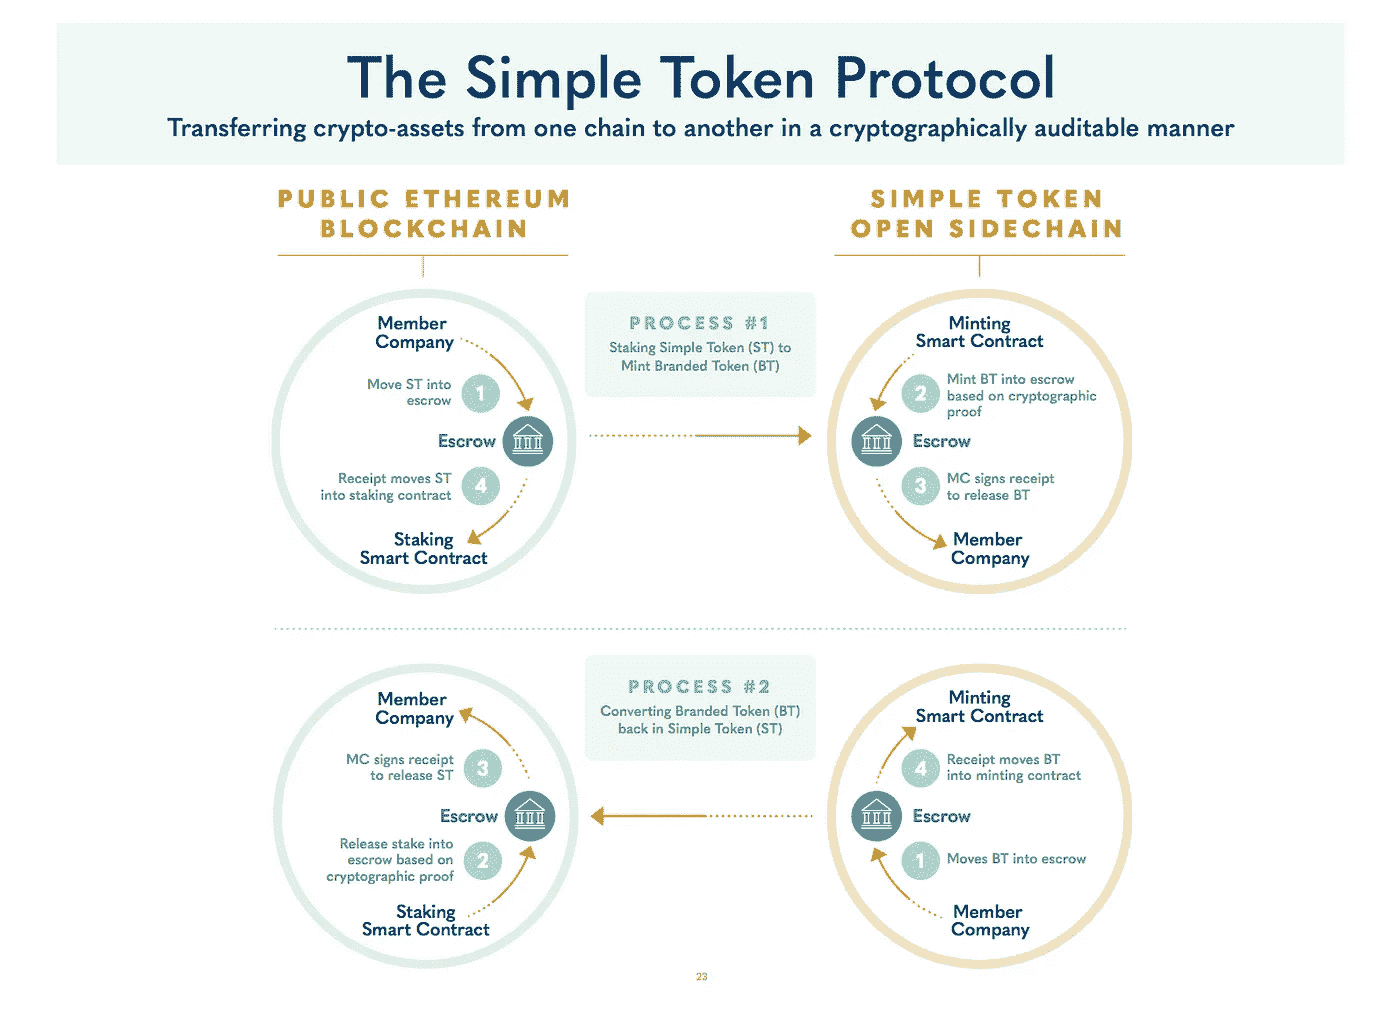 The Simple Token Protocol
Transferring crypto-assets from one chain to another in a cryptographically auditable manner
PUBLIC ETHEREUM
BLOCKCHAIN
SIMPLE TOKEN
OPEN SIDECHAIN
Member
Company
Move ST into
escrow
1
Escrow
Receipt moves ST
into staking contract
4
Staking
Smart Contract
PROCESS #1
Staking Simple Token (ST) to
Mint Branded Token (BT)
Minting
Smart Contract
2
Mint BT into escrow
based on cryptographic
proof
Escrow
3
MC signs receipt
to release BT
Member
Company
Member
Company
MC signs receipt
to release ST
3
Escrow
Release stake into
escrow based on
cryptographic proof
2
Staking
Smart Contract
PROCESS #2
Converting Branded Token (BT)
back in Simple Token (ST)
Minting
Smart Contract
4
Receipt moves BT
into minting contract
Escrow
1
Moves BT into escrow
Member
Company
23